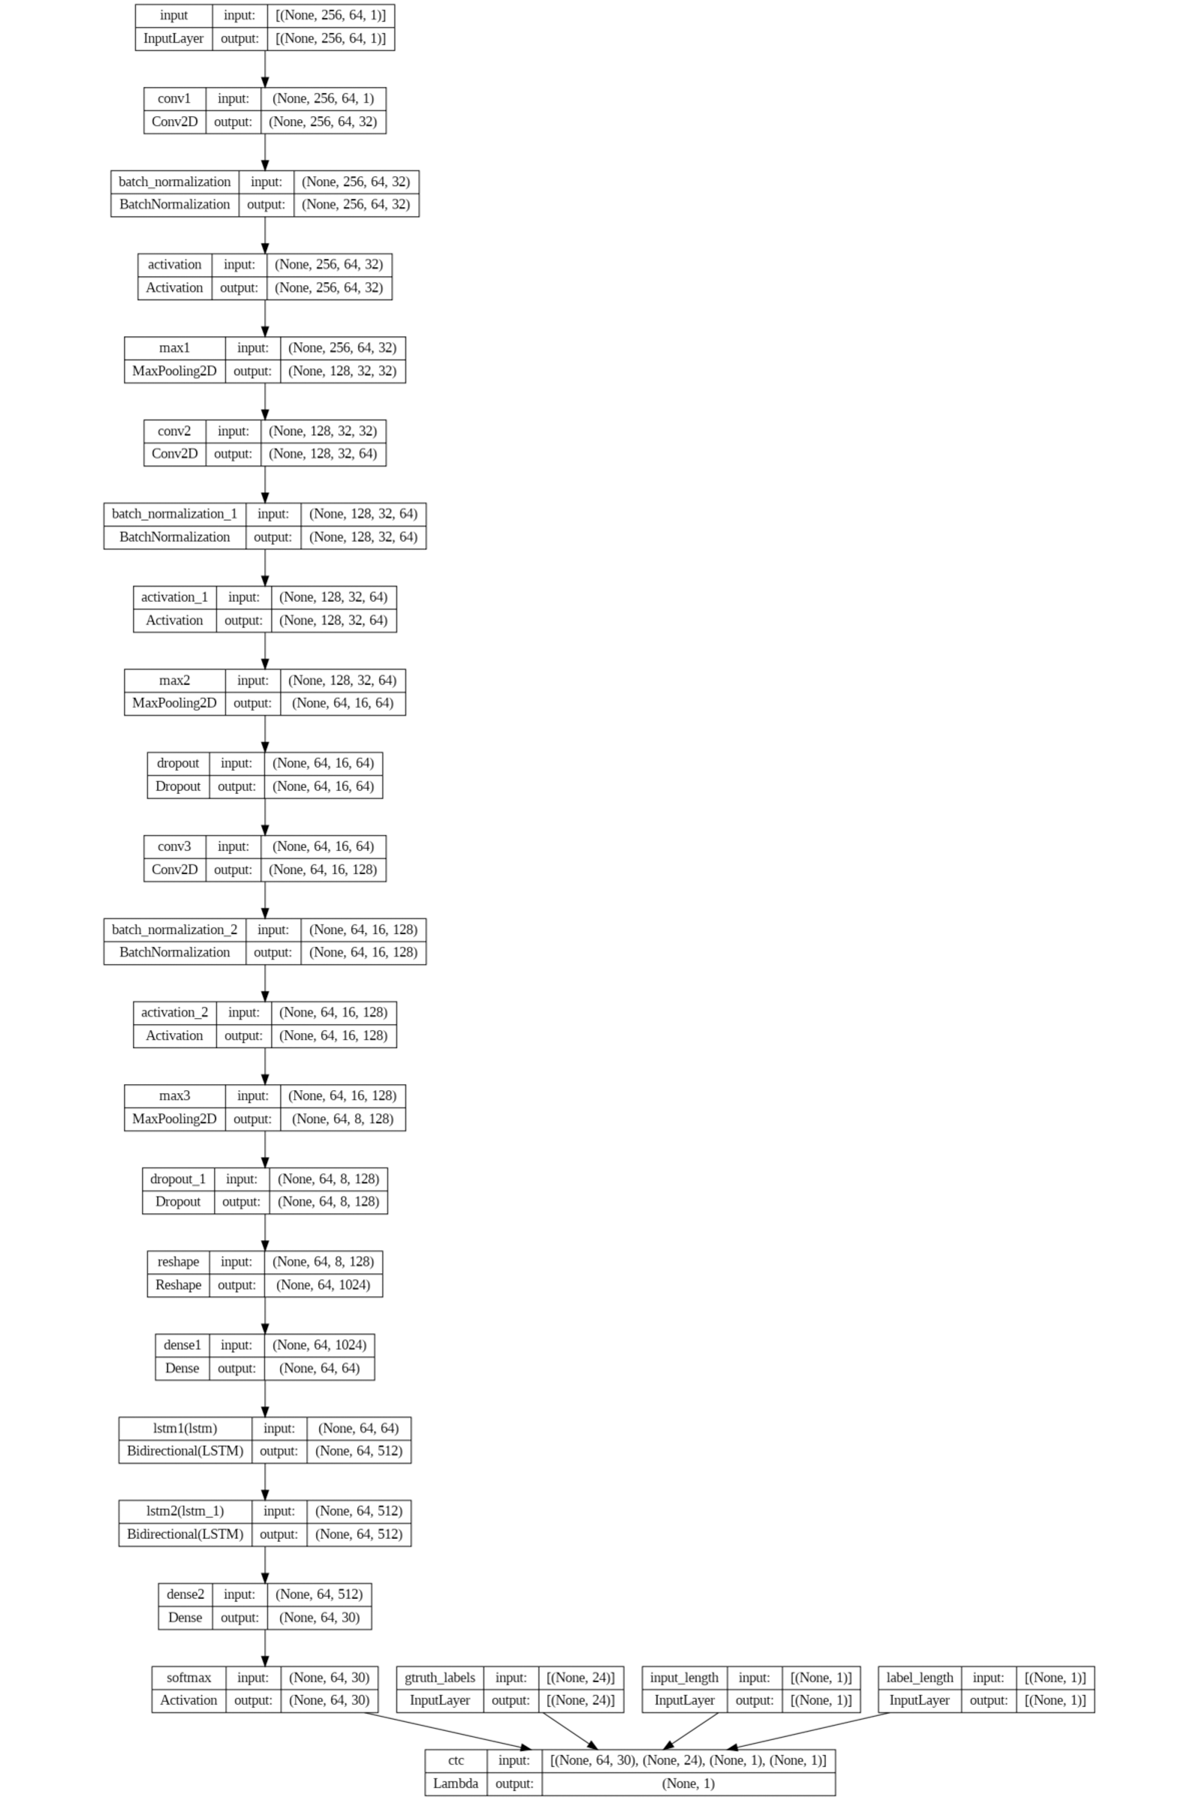 input input: [(None, 256, 64, 1)]
InputLayer output: [(None, 256, 64, 1)]
conv1 input: (None, 256, 64, 1)
Conv2D output: (None, 256, 64, 32)
batch_normalization input: (None, 256, 64, 32)
BatchNormalization output: (None, 256, 64, 32)
activation input: (None, 256, 64, 32)
Activation output: (None, 256, 64, 32)
max1 input: (None, 256, 64, 32)
MaxPooling2D output: (None, 128, 32, 32)
conv2 input: (None, 128, 32, 32)
Conv2D output: (None, 128, 32, 64)
batch_normalization_1 input: (None, 128, 32, 64)
BatchNormalization output: (None, 128, 32, 64)
activation_1 input: (None, 128, 32, 64)
Activation output: (None, 128, 32, 64)
max2 input: (None, 128, 32, 64)
MaxPooling2D output: (None, 64, 16, 64)
dropout input: (None, 64, 16, 64)
Dropout output: (None, 64, 16, 64)
conv3 input: (None, 64, 16, 64)
Conv2D output: (None, 64, 16, 128)
batch_normalization_2 input: (None, 64, 16, 128)
BatchNormalization output: (None, 64, 16, 128)
activation_2 input: (None, 64, 16, 128)
Activation output: (None, 64, 16, 128)
max3 input: (None, 64, 16, 128)
MaxPooling2D output: (None, 64, 8, 128)
dropout_1 input: (None, 64, 8, 128)
Dropout output: (None, 64, 8, 128)
reshape input: (None, 64, 8, 128)
Reshape output: (None, 64, 1024)
dense1 input: (None, 64, 1024)
Dense output: (None, 64, 64)
lstm1(lstm) input: (None, 64, 64)
Bidirectional(LSTM) output: (None, 64, 512)
lstm2(lstm_1) input: (None, 64, 512)
Bidirectional(LSTM) output: (None, 64, 512)
dense2 input: (None, 64, 512)
Dense output: (None, 64, 30)
softmax input: (None, 64, 30) gtruth_labels input: [(None, 24)] input_length input: [(None, 1)] label_length input: [(None, 1)]
Activation output: (None, 64, 30) InputLayer output: [(None, 24)] InputLayer output: [(None, 1)] InputLayer output: [(None, 1)]
ctc input: [(None, 64, 30), (None, 24), (None, 1), (None, 1)]
Lambda output: (None, 1)